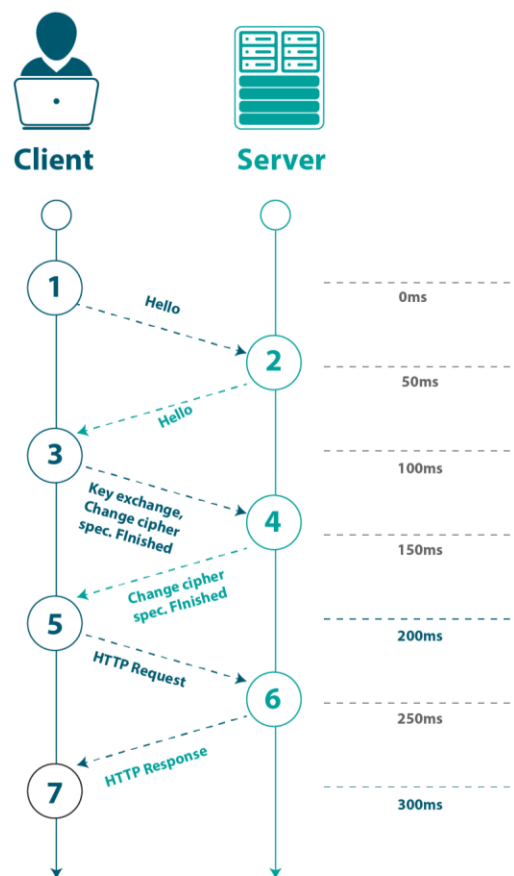 Client
Server
1
0ms
Hello
2
50ms
Hello
3
100ms
Key exchange,
Change cipher
spec. FInished
4
150ms
Change cipher
spec. FInished
5
200ms
HTTP Request
6
250ms
HTTP Response
7
300ms